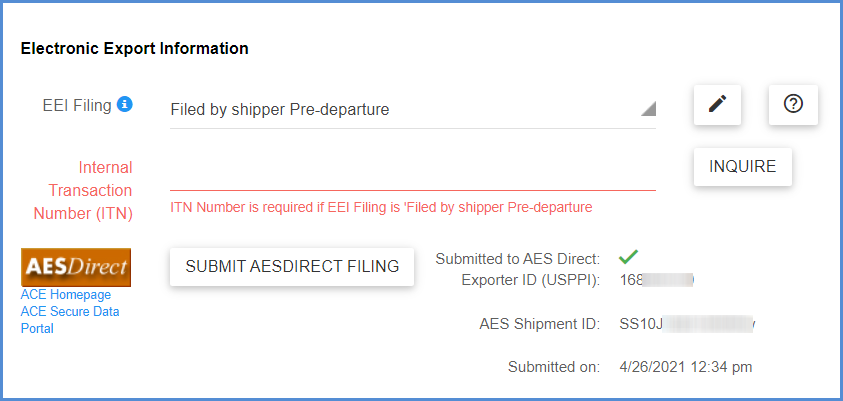 Electronic Export Information
EEI Filing
Filed by shipper Pre-departure
Internal
Transaction
Number (ITN)
INQUIRE
ITN Number is required if EEI Filing is 'Filed by shipper Pre-departure
AESDirect
SUBMIT AESDIRECT FILING
ACE Homepage
ACE Secure Data
Portal
Submitted to AES Direct:
Exporter ID (USPPI): 168
AES Shipment ID: SS10J
Submitted on: 4/26/2021 12:34 pm